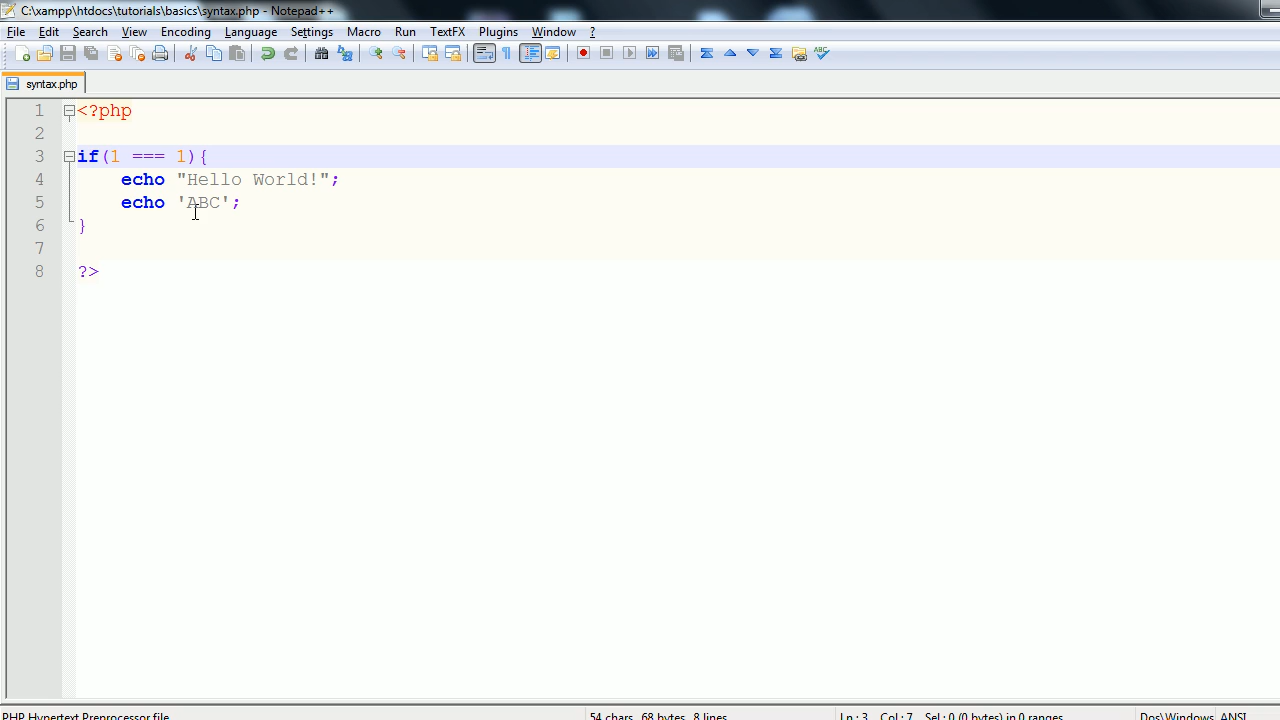 C:\xampp\htdocs\tutorials\basics\syntax.php - Notepad++
File Edit Search View Encoding Language Settings Macro Run TextFX Plugins Window ?
syntax.php
1 <?php
2
3 if(1 === 1){
4 echo "Hello World!";
5 echo 'ABC';
6 }
7
8 ?>
PHP Hypertext Preprocessor file 54 chars 68 bytes 8 lines Ln : 3 Col : 7 Sel : 0 (0 bytes) in 0 ranges Dos\Windows ANSI